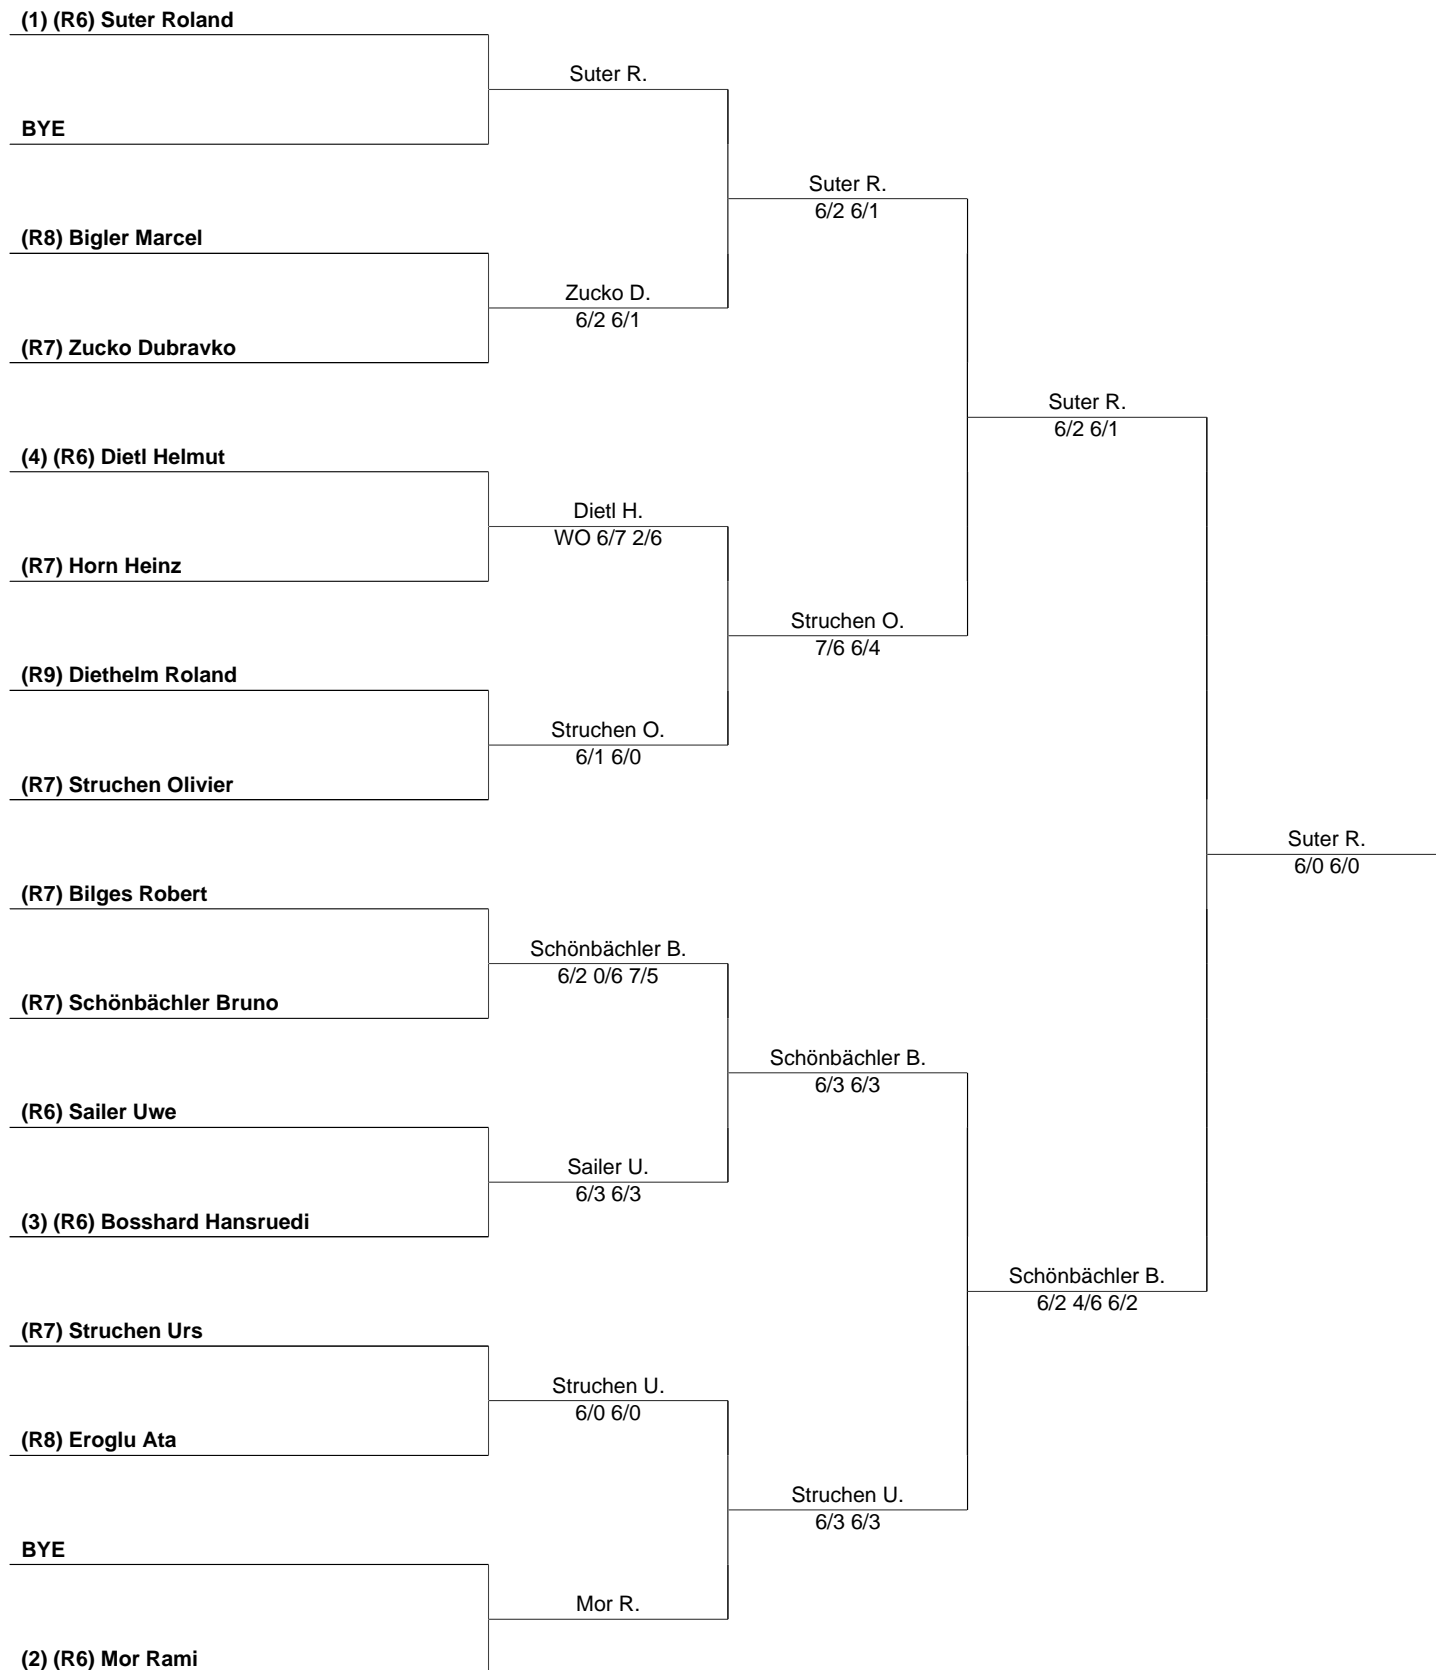 (1) (R6) Suter Roland
Suter R.
BYE
Suter R.
6/2 6/1
(R8) Bigler Marcel
Zucko D.
6/2 6/1
(R7) Zucko Dubravko
Suter R.
6/2 6/1
(4) (R6) Dietl Helmut
Dietl H.
WO 6/7 2/6
(R7) Horn Heinz
Struchen O.
7/6 6/4
(R9) Diethelm Roland
Struchen O.
6/1 6/0
(R7) Struchen Olivier
Suter R.
6/0 6/0
(R7) Bilges Robert
Schönbächler B.
6/2 0/6 7/5
(R7) Schönbächler Bruno
Schönbächler B.
6/3 6/3
(R6) Sailer Uwe
Sailer U.
6/3 6/3
(3) (R6) Bosshard Hansruedi
Schönbächler B.
6/2 4/6 6/2
(R7) Struchen Urs
Struchen U.
6/0 6/0
(R8) Eroglu Ata
Struchen U.
6/3 6/3
BYE
Mor R.
(2) (R6) Mor Rami